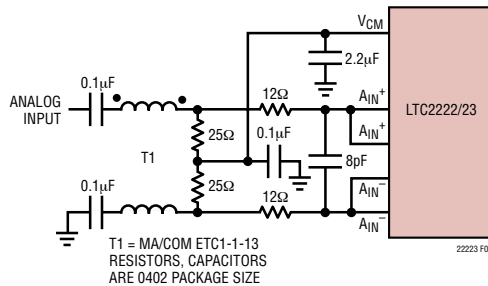 V_CM
2.2µF
0.1µF
12Ω
A_IN⁺
ANALOG
INPUT
LTC2222/23
A_IN⁺
25Ω
0.1µF
T1
8pF
25Ω
A_IN⁻
0.1µF
12Ω
A_IN⁻
T1 = MA/COM ETC1-1-13
RESISTORS, CAPACITORS
ARE 0402 PACKAGE SIZE
22223 F0